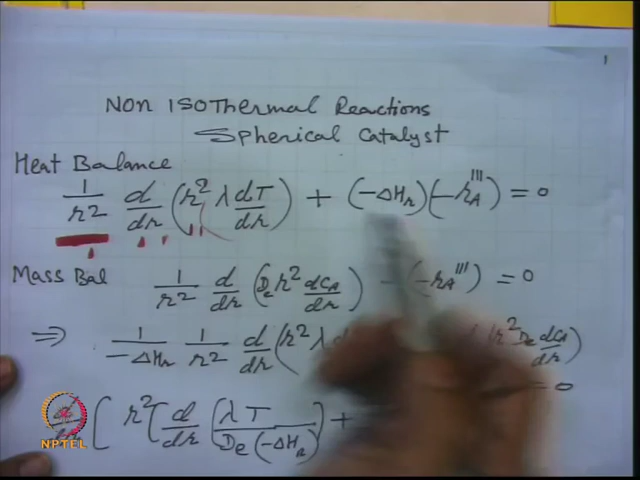 1
Non Isothermal Reactions
Spherical Catalyst
Heat Balance
1/r² d/dr (r² λ dT/dr) + (-ΔHr)(-rA''') = 0
Mass Bal 1/r² d/dr (De r² dCA/dr) (-rA''') = 0
⇒ 1/-ΔHr 1/r² d/dr (r² λ (r² De dCA/dr)
= 0
[ r² ( d/dr (λT/De(-ΔHr)) +
NPTEL